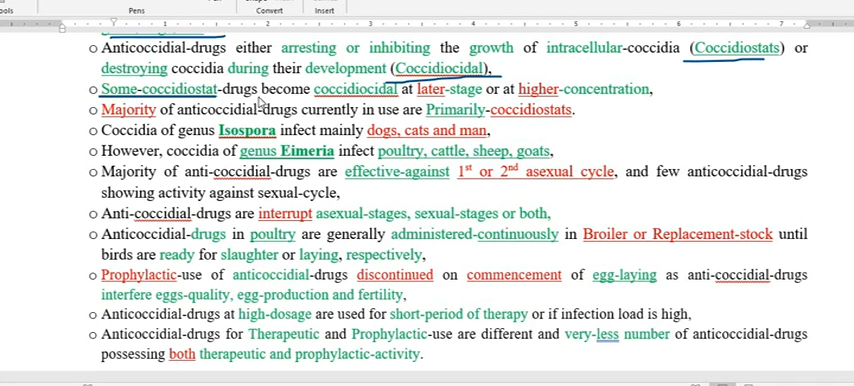 Pens
Convert
Insert
2 3 4 5 6 7
o Anticoccidial-drugs either arresting or inhibiting the growth of intracellular-coccidia (Coccidiostats) or
destroying coccidia during their development (Coccidiocidal),
o Some-coccidiostat-drugs become coccidiocidal at later-stage or at higher-concentration,
o Majority of anticoccidial-drugs currently in use are Primarily-coccidiostats.
o Coccidia of genus Isospora infect mainly dogs, cats and man,
o However, coccidia of genus Eimeria infect poultry, cattle, sheep, goats,
o Majority of anti-coccidial-drugs are effective-against 1st or 2nd asexual cycle, and few anticoccidial-drugs
showing activity against sexual-cycle,
o Anti-coccidial-drugs are interrupt asexual-stages, sexual-stages or both,
o Anticoccidial-drugs in poultry are generally administered-continuously in Broiler or Replacement-stock until
birds are ready for slaughter or laying, respectively,
o Prophylactic-use of anticoccidial-drugs discontinued on commencement of egg-laying as anti-coccidial-drugs
interfere eggs-quality, egg-production and fertility,
o Anticoccidial-drugs at high-dosage are used for short-period of therapy or if infection load is high,
o Anticoccidial-drugs for Therapeutic and Prophylactic-use are different and very-less number of anticoccidial-drugs
possessing both therapeutic and prophylactic-activity.